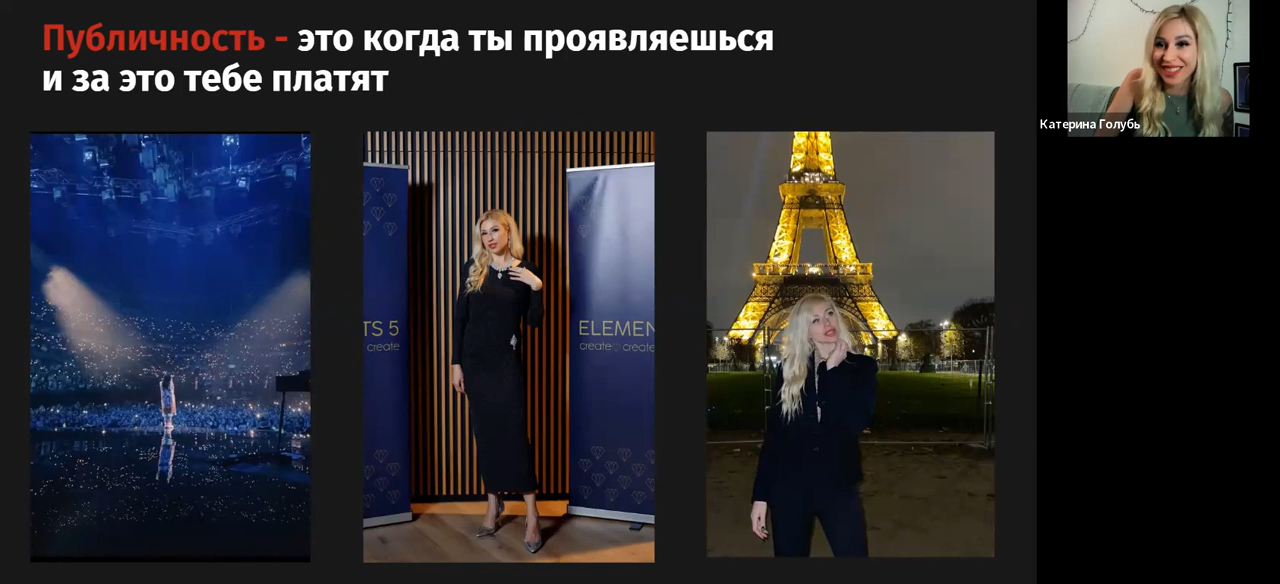 Публичность - это когда ты проявляешься
и за это тебе платят
Катерина Голубь
TS 5
create
ELEMEN
create create